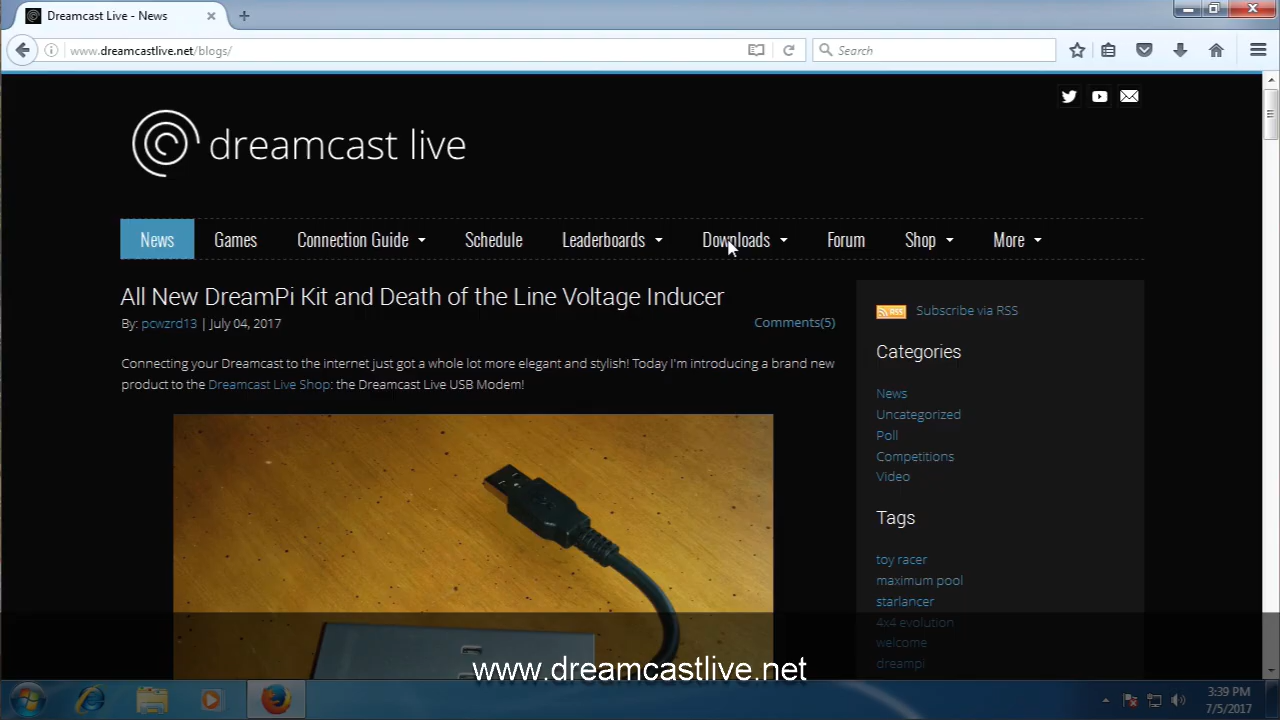 Dreamcast Live - News
www.dreamcastlive.net/blogs/
Search
dreamcast live
News Games Connection Guide Schedule Leaderboards Downloads Forum Shop More
All New DreamPi Kit and Death of the Line Voltage Inducer
By: pcwzrd13 | July 04, 2017
Comments(5)
Connecting your Dreamcast to the internet just got a whole lot more elegant and stylish! Today I'm introducing a brand new
product to the Dreamcast Live Shop: the Dreamcast Live USB Modem!
RSS Subscribe via RSS
Categories
News
Uncategorized
Poll
Competitions
Video
Tags
toy racer
maximum pool
starlancer
4x4 evolution
welcome
dreampi
www.dreamcastlive.net
3:39 PM
7/5/2017